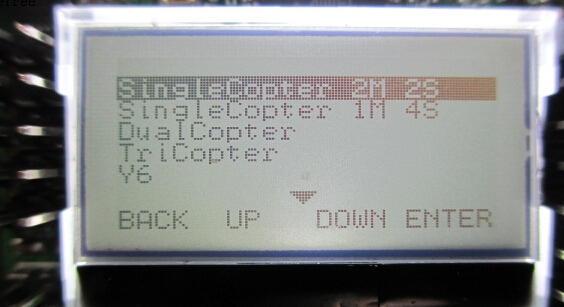 SingleCopter 2M 2S
SingleCopter 1M 4S
DualCopter
TriCopter
Y6
BACK UP DOWN ENTER